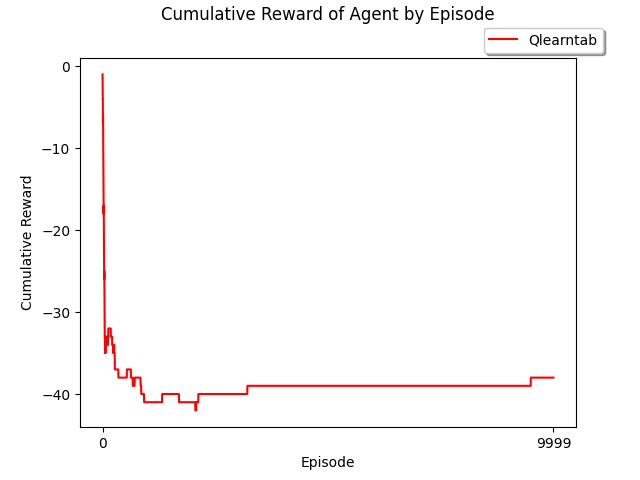 Cumulative Reward of Agent by Episode
Qlearntab
0
−10
−20
−30
−40
Cumulative Reward
0
9999
Episode